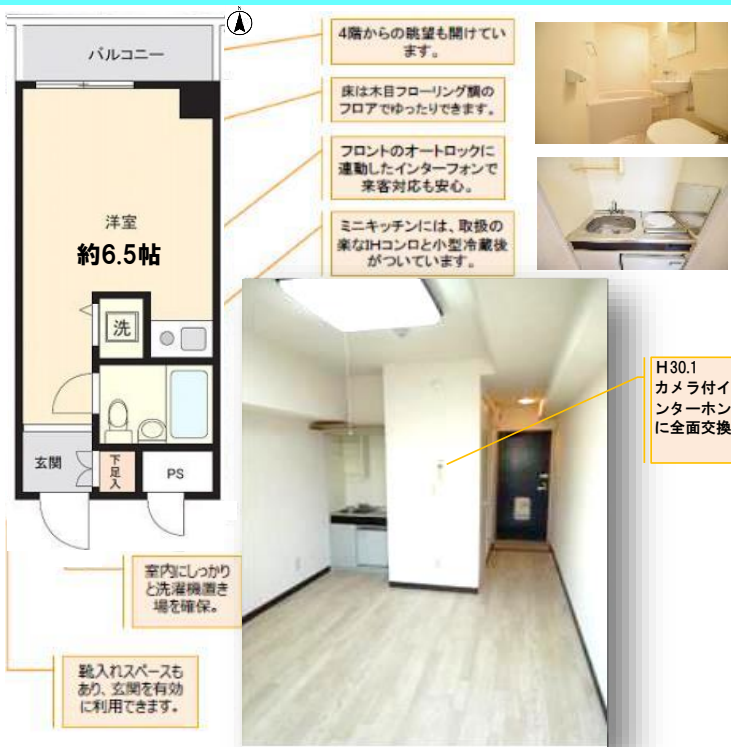 N
バルコニー
洋室
約6.5帖
洗
玄関
下足入
PS
4階からの眺望も開けてい
ます。
床は木目フローリング調の
フロアでゆったりできます。
フロントのオートロックに
連動したインターフォンで
来客対応も安心。
ミニキッチンには、取扱の
楽なIHコンロと小型冷蔵後
がついています。
H30.1
カメラ付イ
ンターホン
に全面交換
室内にしっかり
と洗濯機置き
場を確保。
靴入れスペースも
あり、玄関を有効
に利用できます。